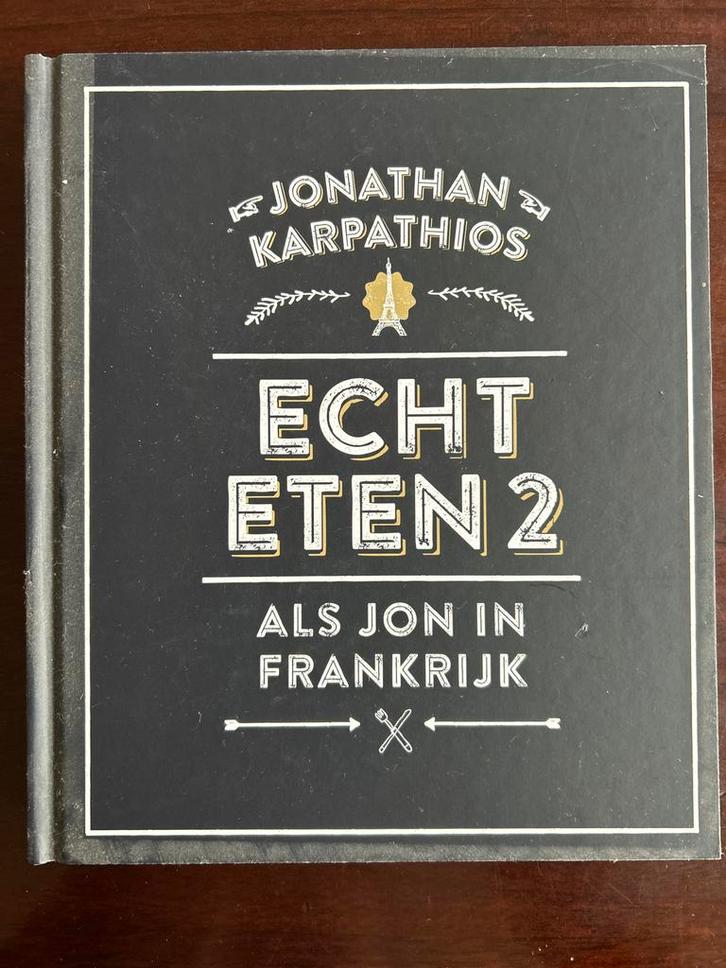 JONATHAN
KARPATHIOS
ECHT
ETEN 2
ALS JON IN
FRANKRIJK